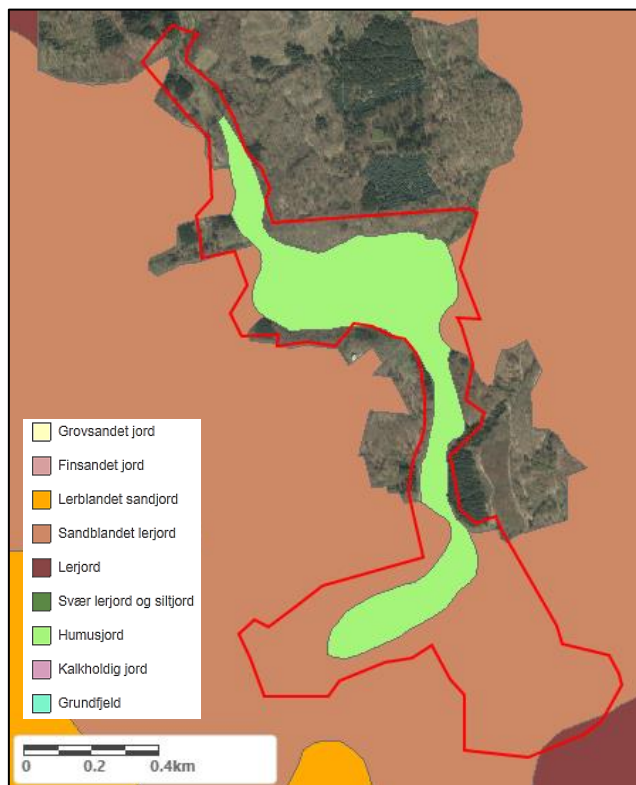 Grovsandet jord
Finsandet jord
Lerblandet sandjord
Sandblandet lerjord
Lerjord
Svær lerjord og siltjord
Humusjord
Kalkholdig jord
Grundfjeld
0 0.2 0.4km